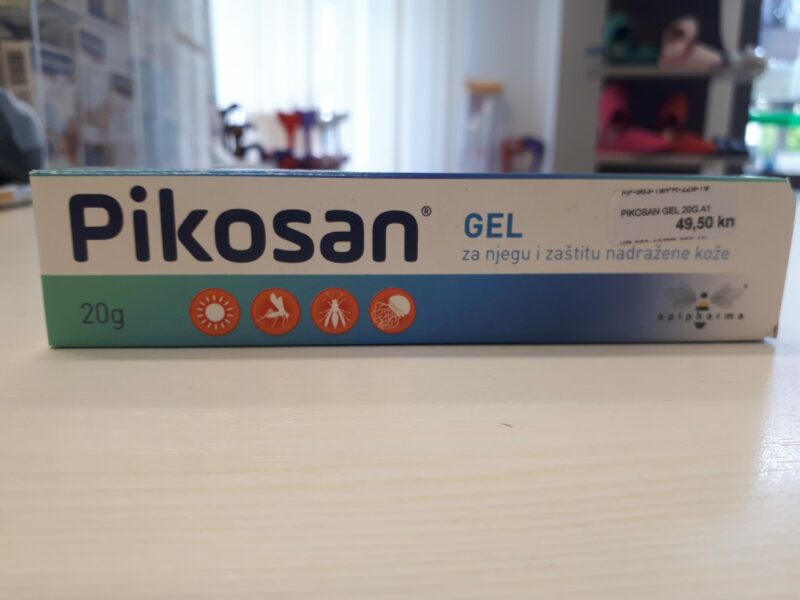 Pikosan®
GEL
za njegu i zaštitu nadražene kože
PIKOSAN GEL 20G A1
49,50 kn
20g
apipharma